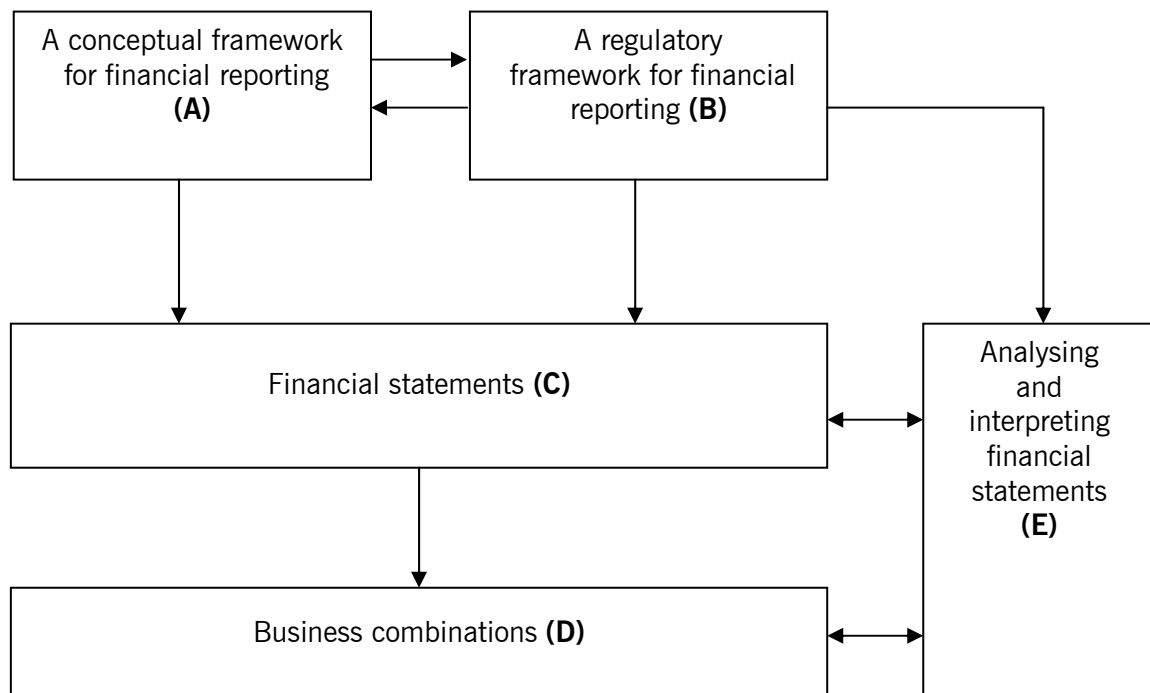 A conceptual framework
for financial reporting
(A)
A regulatory
framework for financial
reporting (B)
Financial statements (C)
Analysing
and
interpreting
financial
statements
(E)
Business combinations (D)